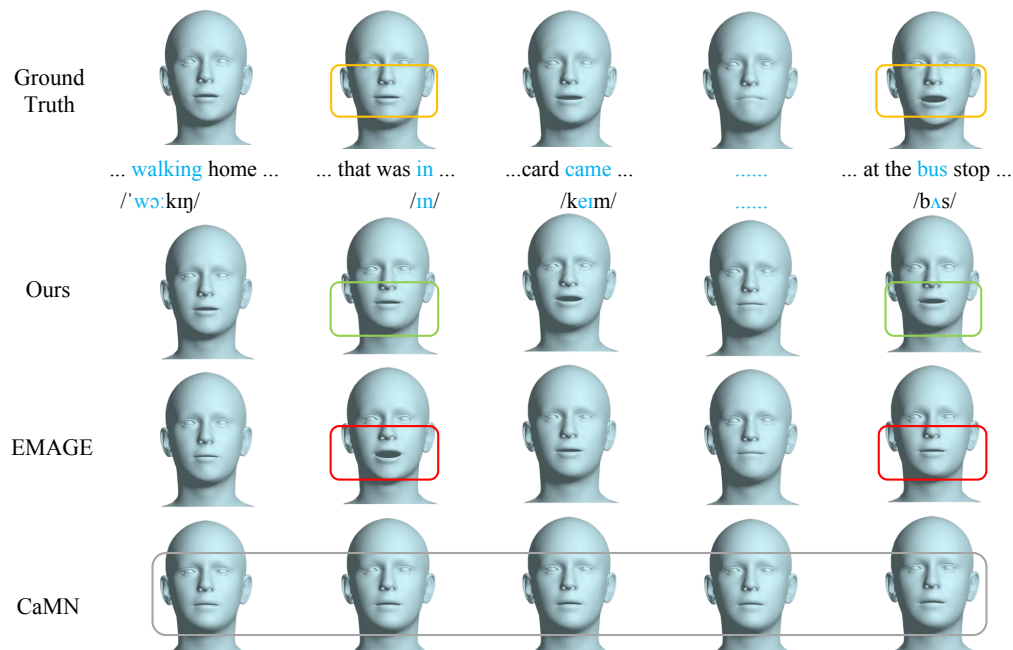 Ground
Truth
... walking home ...
... that was in ...
...card came ...
......
... at the bus stop ...
/ˈwɔːkɪŋ/
/ɪn/
/keɪm/
......
/bʌs/
Ours
EMAGE
CaMN